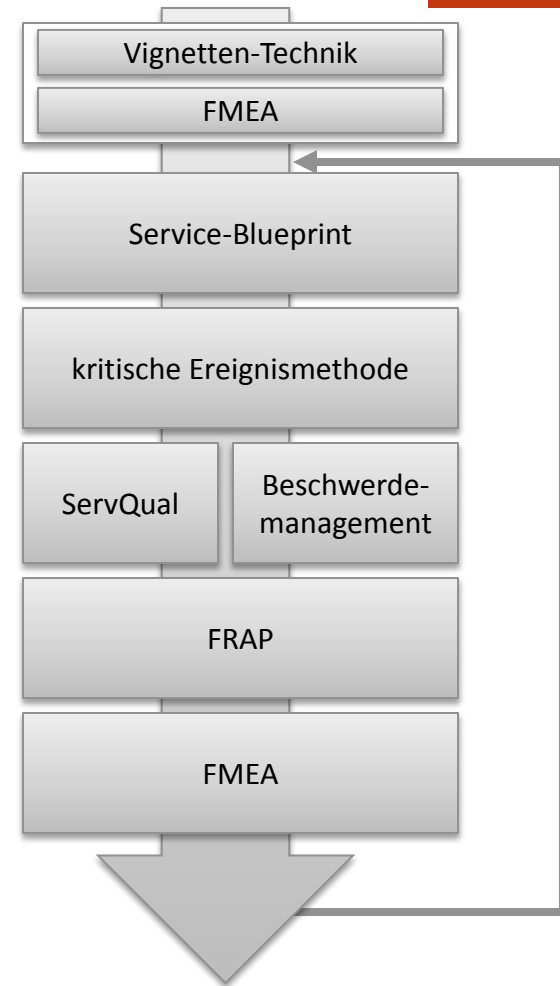 Vignetten-Technik
FMEA
Service-Blueprint
kritische Ereignismethode
ServQual
Beschwerde-
management
FRAP
FMEA